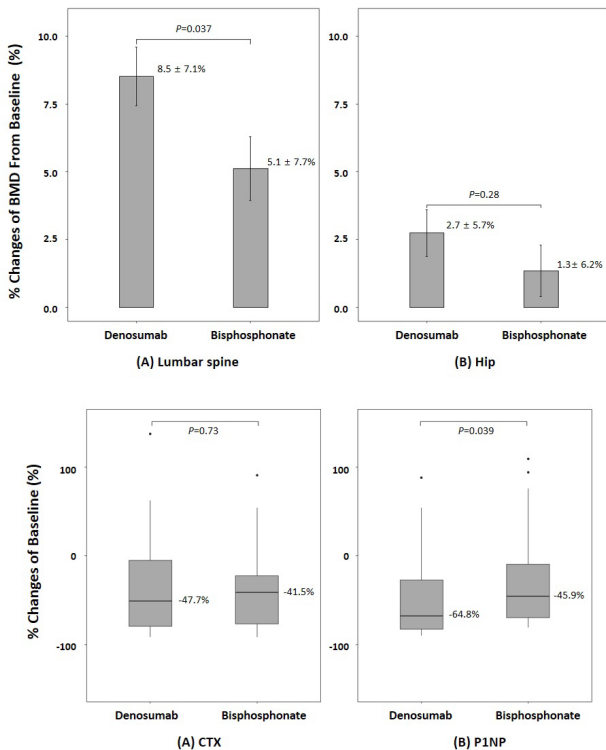 % Changes of BMD From Baseline (%)
10.0
7.5
5.0
2.5
0.0
P=0.037
8.5 ± 7.1%
5.1 ± 7.7%
Denosumab Bisphosphonate
(A) Lumbar spine
10.0
7.5
5.0
2.5
0.0
P=0.28
2.7 ± 5.7%
1.3± 6.2%
Denosumab Bisphosphonate
(B) Hip
% Changes of Baseline (%)
100
0
-100
P=0.73
-47.7%
-41.5%
Denosumab Bisphosphonate
(A) CTX
100
0
-100
P=0.039
-64.8%
-45.9%
Denosumab Bisphosphonate
(B) P1NP